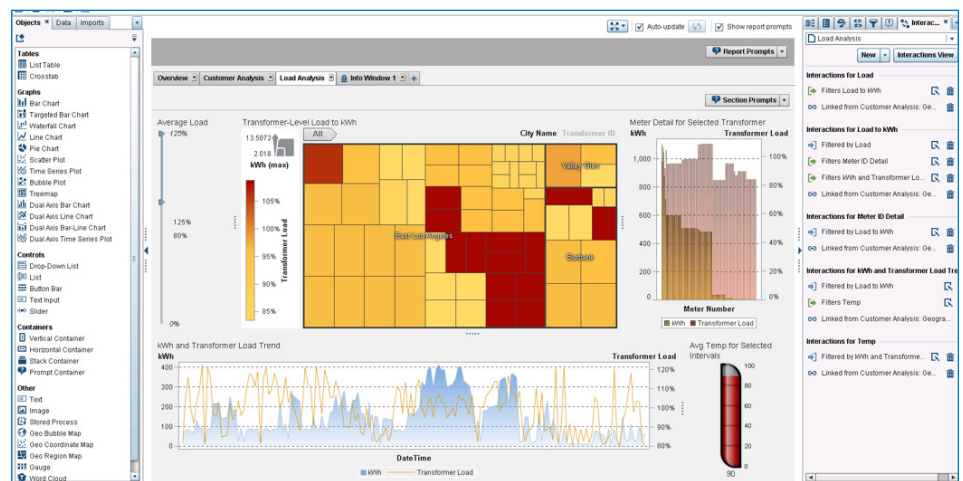 Objects
Data
Imports
Tables
List Table
Crosstab
Graphs
Bar Chart
Targeted Bar Chart
Waterfall Chart
Line Chart
Pie Chart
Scatter Plot
Time Series Plot
Bubble Plot
Treemap
Dual Axis Bar Chart
Dual Axis Line Chart
Dual Axis Bar-Line Chart
Dual Axis Time Series Plot
Controls
Drop-Down List
List
Button Bar
Text Input
Slider
Containers
Vertical Container
Horizontal Container
Stack Container
Prompt Container
Other
Text
Image
Stored Process
Geo Bubble Map
Geo Coordinate Map
Geo Region Map
Gauge
Word Cloud
Auto-update
Show report prompts
Report Prompts
Overview
Customer Analysis
Load Analysis
Info Window 1
Section Prompts
Average Load
125%
125%
80%
0%
Transformer-Level Load to kWh
13.5072
2.018
kWh (max)
105%
100%
95%
90%
85%
Transformer Load
All
City Name Transformer ID
Valley Glen
East Los Angeles
Burbank
Meter Detail for Selected Transformer
kWh
Transformer Load
1,000
800
600
400
200
0
100%
80%
60%
40%
20%
0%
Meter Number
kWh
Transformer Load
kWh and Transformer Load Trend
kWh
Transformer Load
400
300
200
100
0
120%
110%
100%
90%
80%
DateTime
kWh
Transformer Load
Avg Temp for Selected
Intervals
100
80
60
40
20
0
90
Interac...
Load Analysis
New
Interactions View
Interactions for Load
Filters Load to kWh
Linked from Customer Analysis: Ge...
Interactions for Load to kWh
Filtered by Load
Filters Meter ID Detail
Filters kWh and Transformer Lo...
Linked from Customer Analysis: Ge...
Interactions for Meter ID Detail
Filtered by Load to kWh
Linked from Customer Analysis: Ge...
Interactions for kWh and Transformer Load Tre
Filtered by Load to kWh
Filters Temp
Linked from Customer Analysis: Geogra...
Interactions for Temp
Filtered by kWh and Transforme...
Linked from Customer Analysis: Ge...